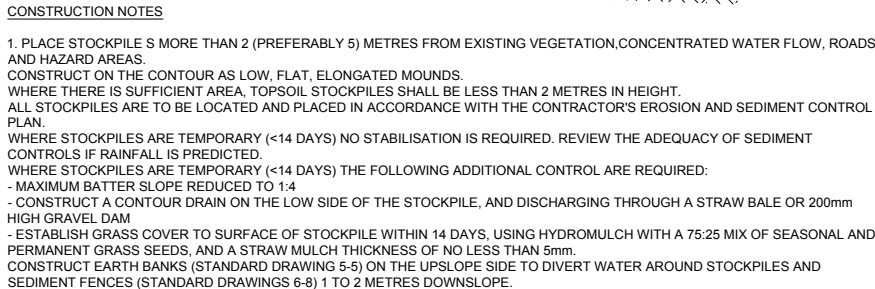 CONSTRUCTION NOTES
1. PLACE STOCKPILE S MORE THAN 2 (PREFERABLY 5) METRES FROM EXISTING VEGETATION,CONCENTRATED WATER FLOW, ROADS
AND HAZARD AREAS.
CONSTRUCT ON THE CONTOUR AS LOW, FLAT, ELONGATED MOUNDS.
WHERE THERE IS SUFFICIENT AREA, TOPSOIL STOCKPILES SHALL BE LESS THAN 2 METRES IN HEIGHT.
ALL STOCKPILES ARE TO BE LOCATED AND PLACED IN ACCORDANCE WITH THE CONTRACTOR'S EROSION AND SEDIMENT CONTROL
PLAN.
WHERE STOCKPILES ARE TEMPORARY (<14 DAYS) NO STABILISATION IS REQUIRED. REVIEW THE ADEQUACY OF SEDIMENT
CONTROLS IF RAINFALL IS PREDICTED.
WHERE STOCKPILES ARE TEMPORARY (<14 DAYS) THE FOLLOWING ADDITIONAL CONTROL ARE REQUIRED:
- MAXIMUM BATTER SLOPE REDUCED TO 1:4
- CONSTRUCT A CONTOUR DRAIN ON THE LOW SIDE OF THE STOCKPILE, AND DISCHARGING THROUGH A STRAW BALE OR 200mm
HIGH GRAVEL DAM
- ESTABLISH GRASS COVER TO SURFACE OF STOCKPILE WITHIN 14 DAYS, USING HYDROMULCH WITH A 75:25 MIX OF SEASONAL AND
PERMANENT GRASS SEEDS, AND A STRAW MULCH THICKNESS OF NO LESS THAN 5mm.
CONSTRUCT EARTH BANKS (STANDARD DRAWING 5-5) ON THE UPSLOPE SIDE TO DIVERT WATER AROUND STOCKPILES AND
SEDIMENT FENCES (STANDARD DRAWINGS 6-8) 1 TO 2 METRES DOWNSLOPE.